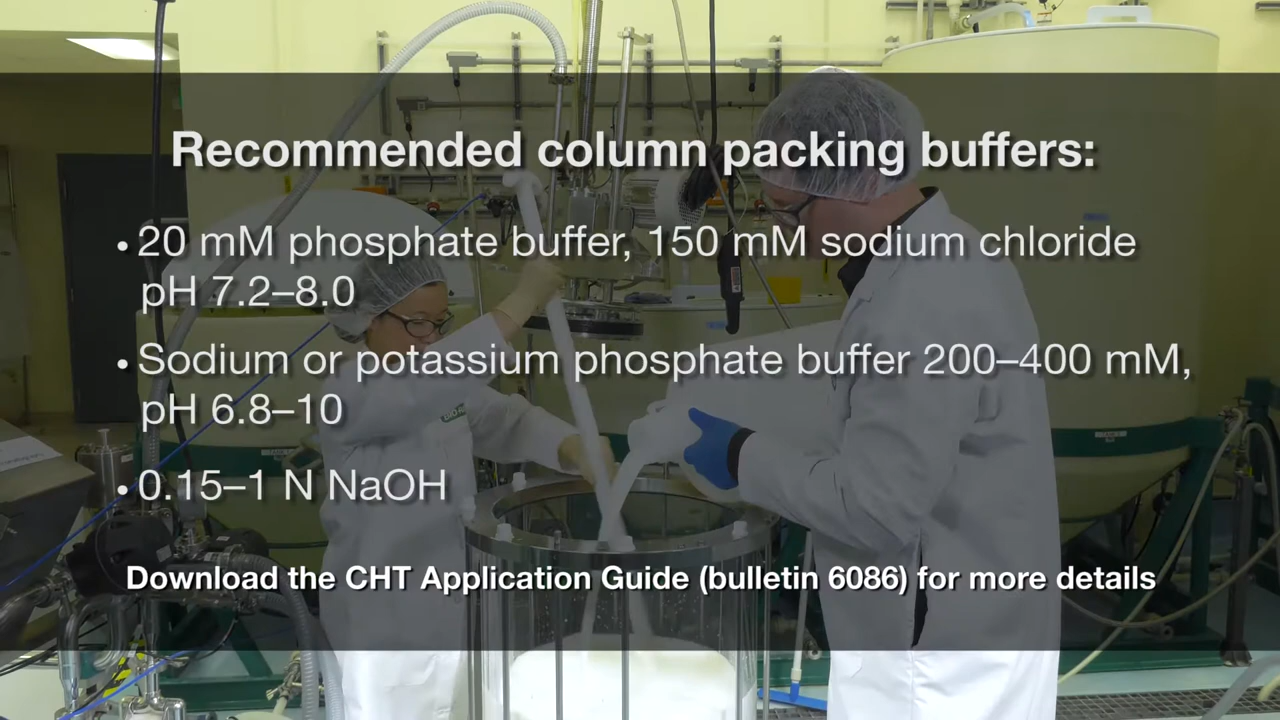 Recommended column packing buffers:
• 20 mM phosphate buffer, 150 mM sodium chloride
pH 7.2–8.0
• Sodium or potassium phosphate buffer 200–400 mM,
pH 6.8–10
• 0.15–1 N NaOH
Download the CHT Application Guide (bulletin 6086) for more details